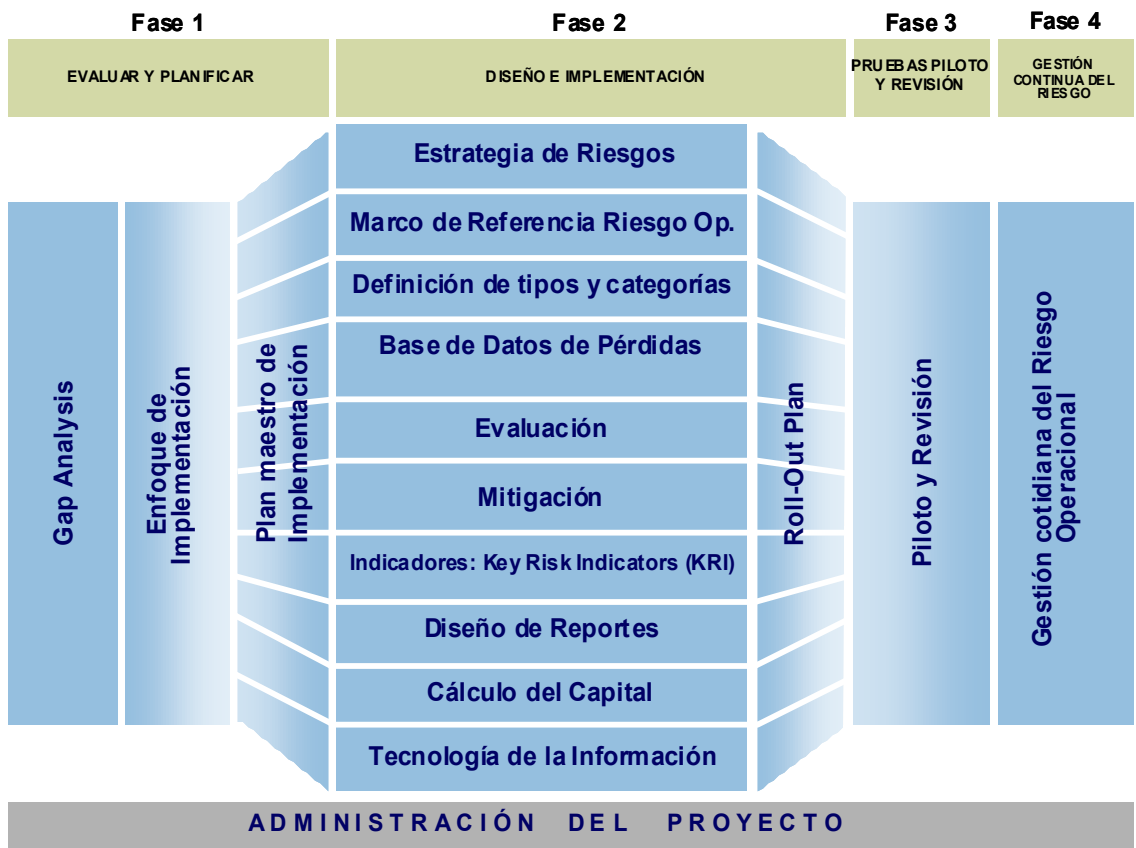 Fase 1
Fase 2
Fase 3
Fase 4
EVALUAR Y PLANIFICAR
DISEÑO E IMPLEMENTACIÓN
PRUEBAS PILOTO
Y REVISIÓN
GESTIÓN
CONTINUA DEL
RIESGO
Gap Analysis
Enfoque de
Implementación
Plan maestro de
Implementación
Estrategia de Riesgos
Marco de Referencia Riesgo Op.
Definición de tipos y categorías
Base de Datos de Pérdidas
Evaluación
Mitigación
Indicadores: Key Risk Indicators (KRI)
Diseño de Reportes
Cálculo del Capital
Tecnología de la Información
Roll-Out Plan
Piloto y Revisión
Gestión cotidiana del Riesgo
Operacional
ADMINISTRACIÓN DEL PROYECTO